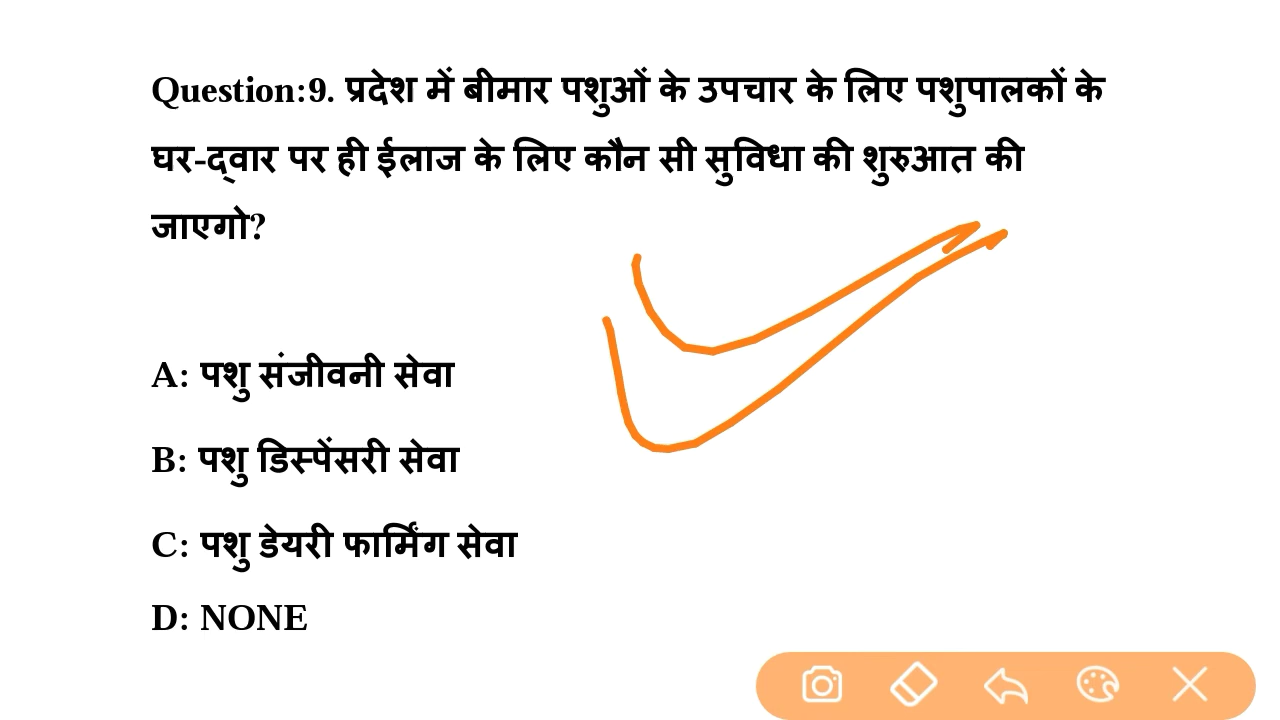 Question:9. प्रदेश में बीमार पशुओं के उपचार के लिए पशुपालकों के
घर-द्वार पर ही ईलाज के लिए कौन सी सुविधा की शुरुआत की
जाएगो?
A: पशु संजीवनी सेवा
B: पशु डिस्पेंसरी सेवा
C: पशु डेयरी फार्मिंग सेवा
D: NONE